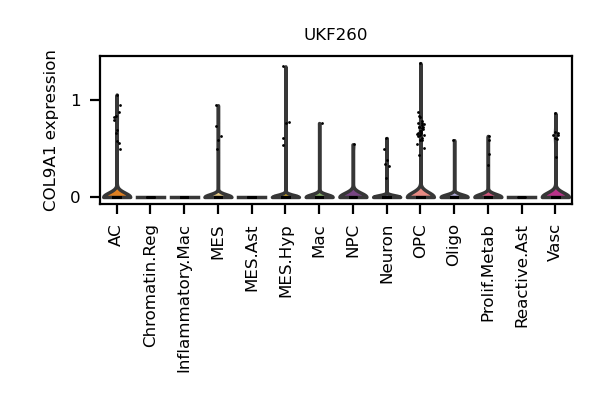 UKF260
COL9A1 expression
1
0
AC
Chromatin.Reg
Inflammatory.Mac
MES
MES.Ast
MES.Hyp
Mac
NPC
Neuron
OPC
Oligo
Prolif.Metab
Reactive.Ast
Vasc